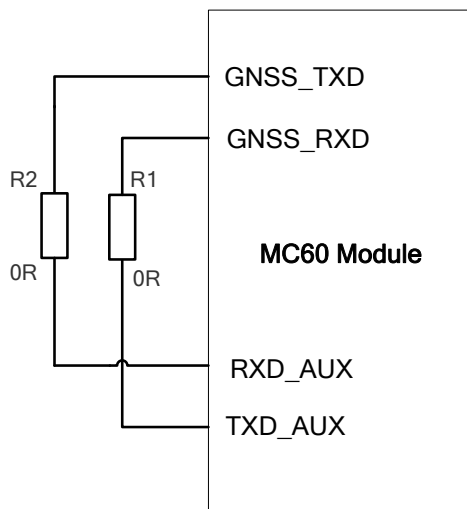 GNSS_TXD
GNSS_RXD
R2
R1
MC60 Module
0R
0R
RXD_AUX
TXD_AUX